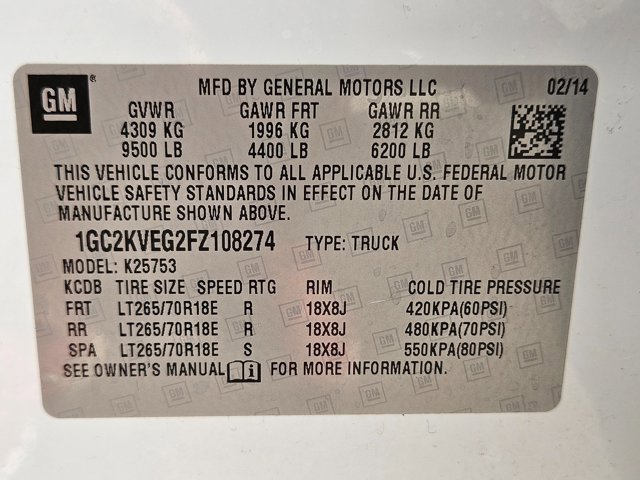 GM ®
MFD BY GENERAL MOTORS LLC 02/14
GVWR GAWR FRT GAWR RR
4309 KG 1996 KG 2812 KG
9500 LB 4400 LB 6200 LB
THIS VEHICLE CONFORMS TO ALL APPLICABLE U.S. FEDERAL MOTOR
VEHICLE SAFETY STANDARDS IN EFFECT ON THE DATE OF
MANUFACTURE SHOWN ABOVE.
1GC2KVEG2FZ108274 TYPE: TRUCK
MODEL: K25753
KCDB TIRE SIZE SPEED RTG RIM COLD TIRE PRESSURE
FRT LT265/70R18E R 18X8J 420KPA(60PSI)
RR LT265/70R18E R 18X8J 480KPA(70PSI)
SPA LT265/70R18E S 18X8J 550KPA(80PSI)
SEE OWNER'S MANUAL FOR MORE INFORMATION.